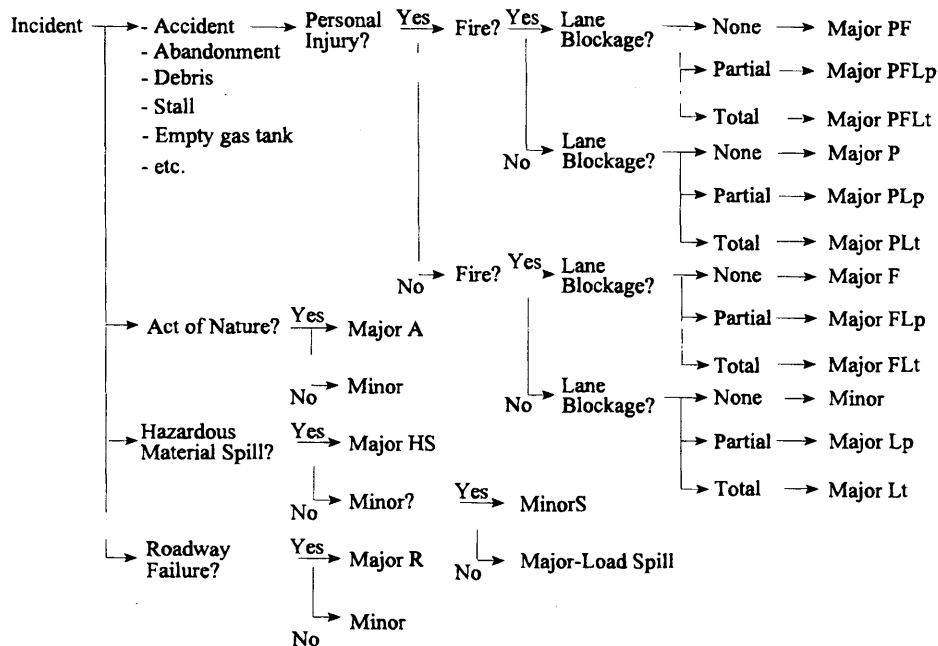 Incident
- Accident
- Abandonment
- Debris
- Stall
- Empty gas tank
- etc.
Personal
Injury?
Yes
No
Fire?
Yes
No
Lane
Blockage?
None
Major PF
Partial
Major PFLp
Total
Major PFLt
Lane
Blockage?
None
Major P
Partial
Major PLp
Total
Major PLt
Fire?
Yes
No
Lane
Blockage?
None
Major F
Partial
Major FLp
Total
Major FLt
Lane
Blockage?
None
Minor
Partial
Major Lp
Total
Major Lt
Act of Nature?
Yes
Major A
No
Minor
Hazardous
Material Spill?
Yes
Major HS
No
Minor?
Yes
MinorS
No
Major-Load Spill
Roadway
Failure?
Yes
Major R
No
Minor